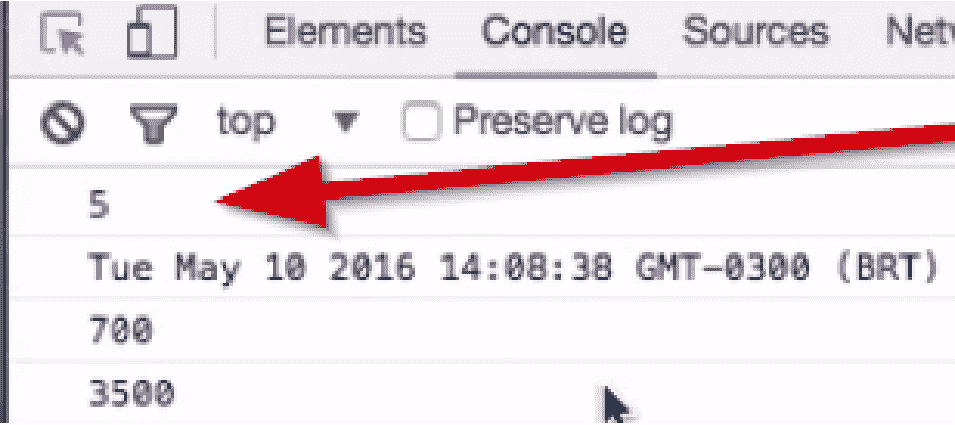 Elements Console Sources
top Preserve log
5
Tue May 10 2016 14:08:38 GMT-0300 (BRT)
700
3500